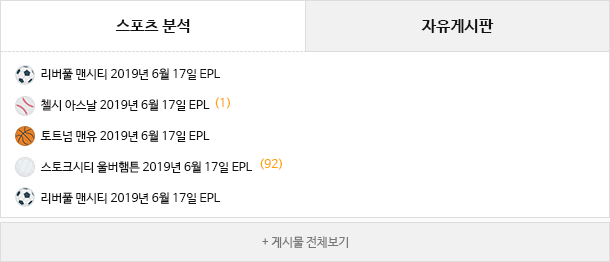 스포츠 분석
자유게시판
리버풀 맨시티 2019년 6월 17일 EPL
첼시 아스날 2019년 6월 17일 EPL (1)
토트넘 맨유 2019년 6월 17일 EPL
스토크시티 울버햄튼 2019년 6월 17일 EPL (92)
리버풀 맨시티 2019년 6월 17일 EPL
+ 게시물 전체보기